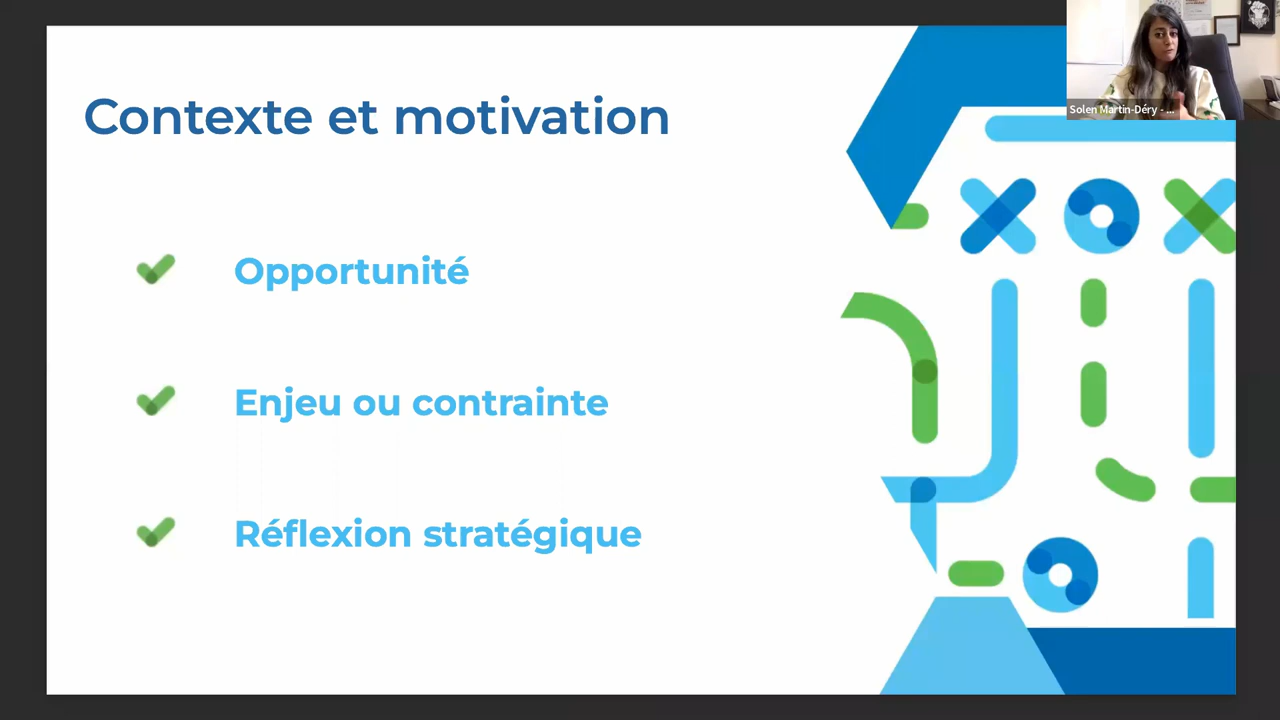 Contexte et motivation
Solen Martin-Déry - ...
Opportunité
Enjeu ou contrainte
Réflexion stratégique